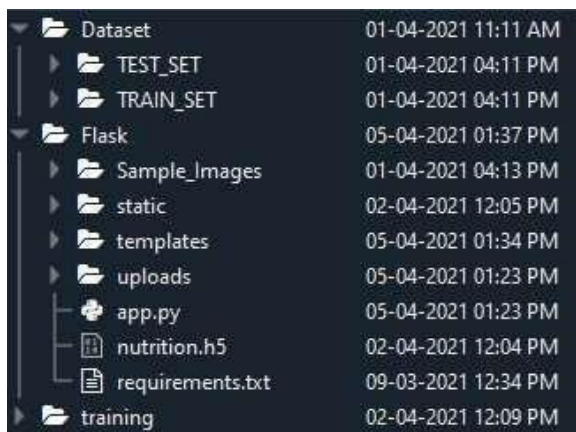 Dataset 01-04-2021 11:11 AM
TEST_SET 01-04-2021 04:11 PM
TRAIN_SET 01-04-2021 04:11 PM
Flask 05-04-2021 01:37 PM
Sample_Images 01-04-2021 04:13 PM
static 02-04-2021 12:05 PM
templates 05-04-2021 01:34 PM
uploads 05-04-2021 01:23 PM
app.py 05-04-2021 01:23 PM
nutrition.h5 02-04-2021 12:04 PM
requirements.txt 09-03-2021 12:34 PM
training 02-04-2021 12:09 PM